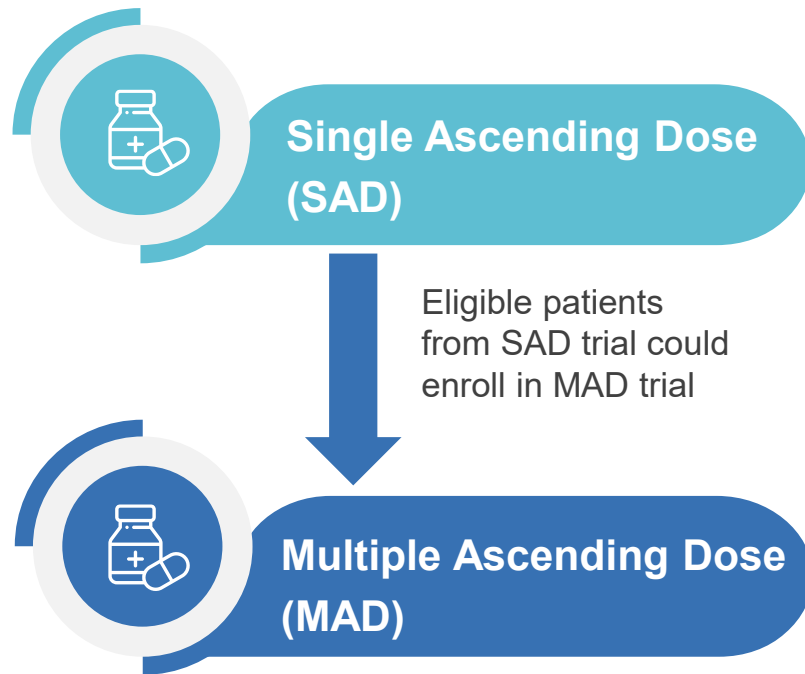 Single Ascending Dose
(SAD)
Eligible patients
from SAD trial could
enroll in MAD trial
Multiple Ascending Dose
(MAD)